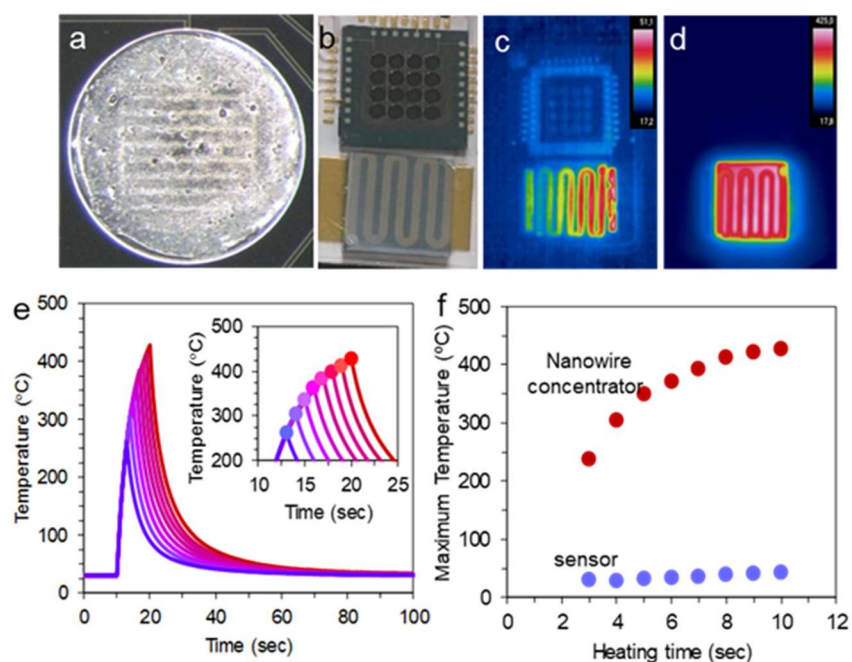 a
b
c
51,1
17,2
d
425,0
17,8
e
500
400
300
200
100
0
Temperature (°C)
0 20 40 60 80 100
Time (sec)
500
400
300
200
Temperature (°C)
10 15 20 25
Time (sec)
f
500
400
300
200
100
50
0
Maximum Temperature (°C)
Nanowire
concentrator
sensor
0 2 4 6 8 10 12
Heating time (sec)